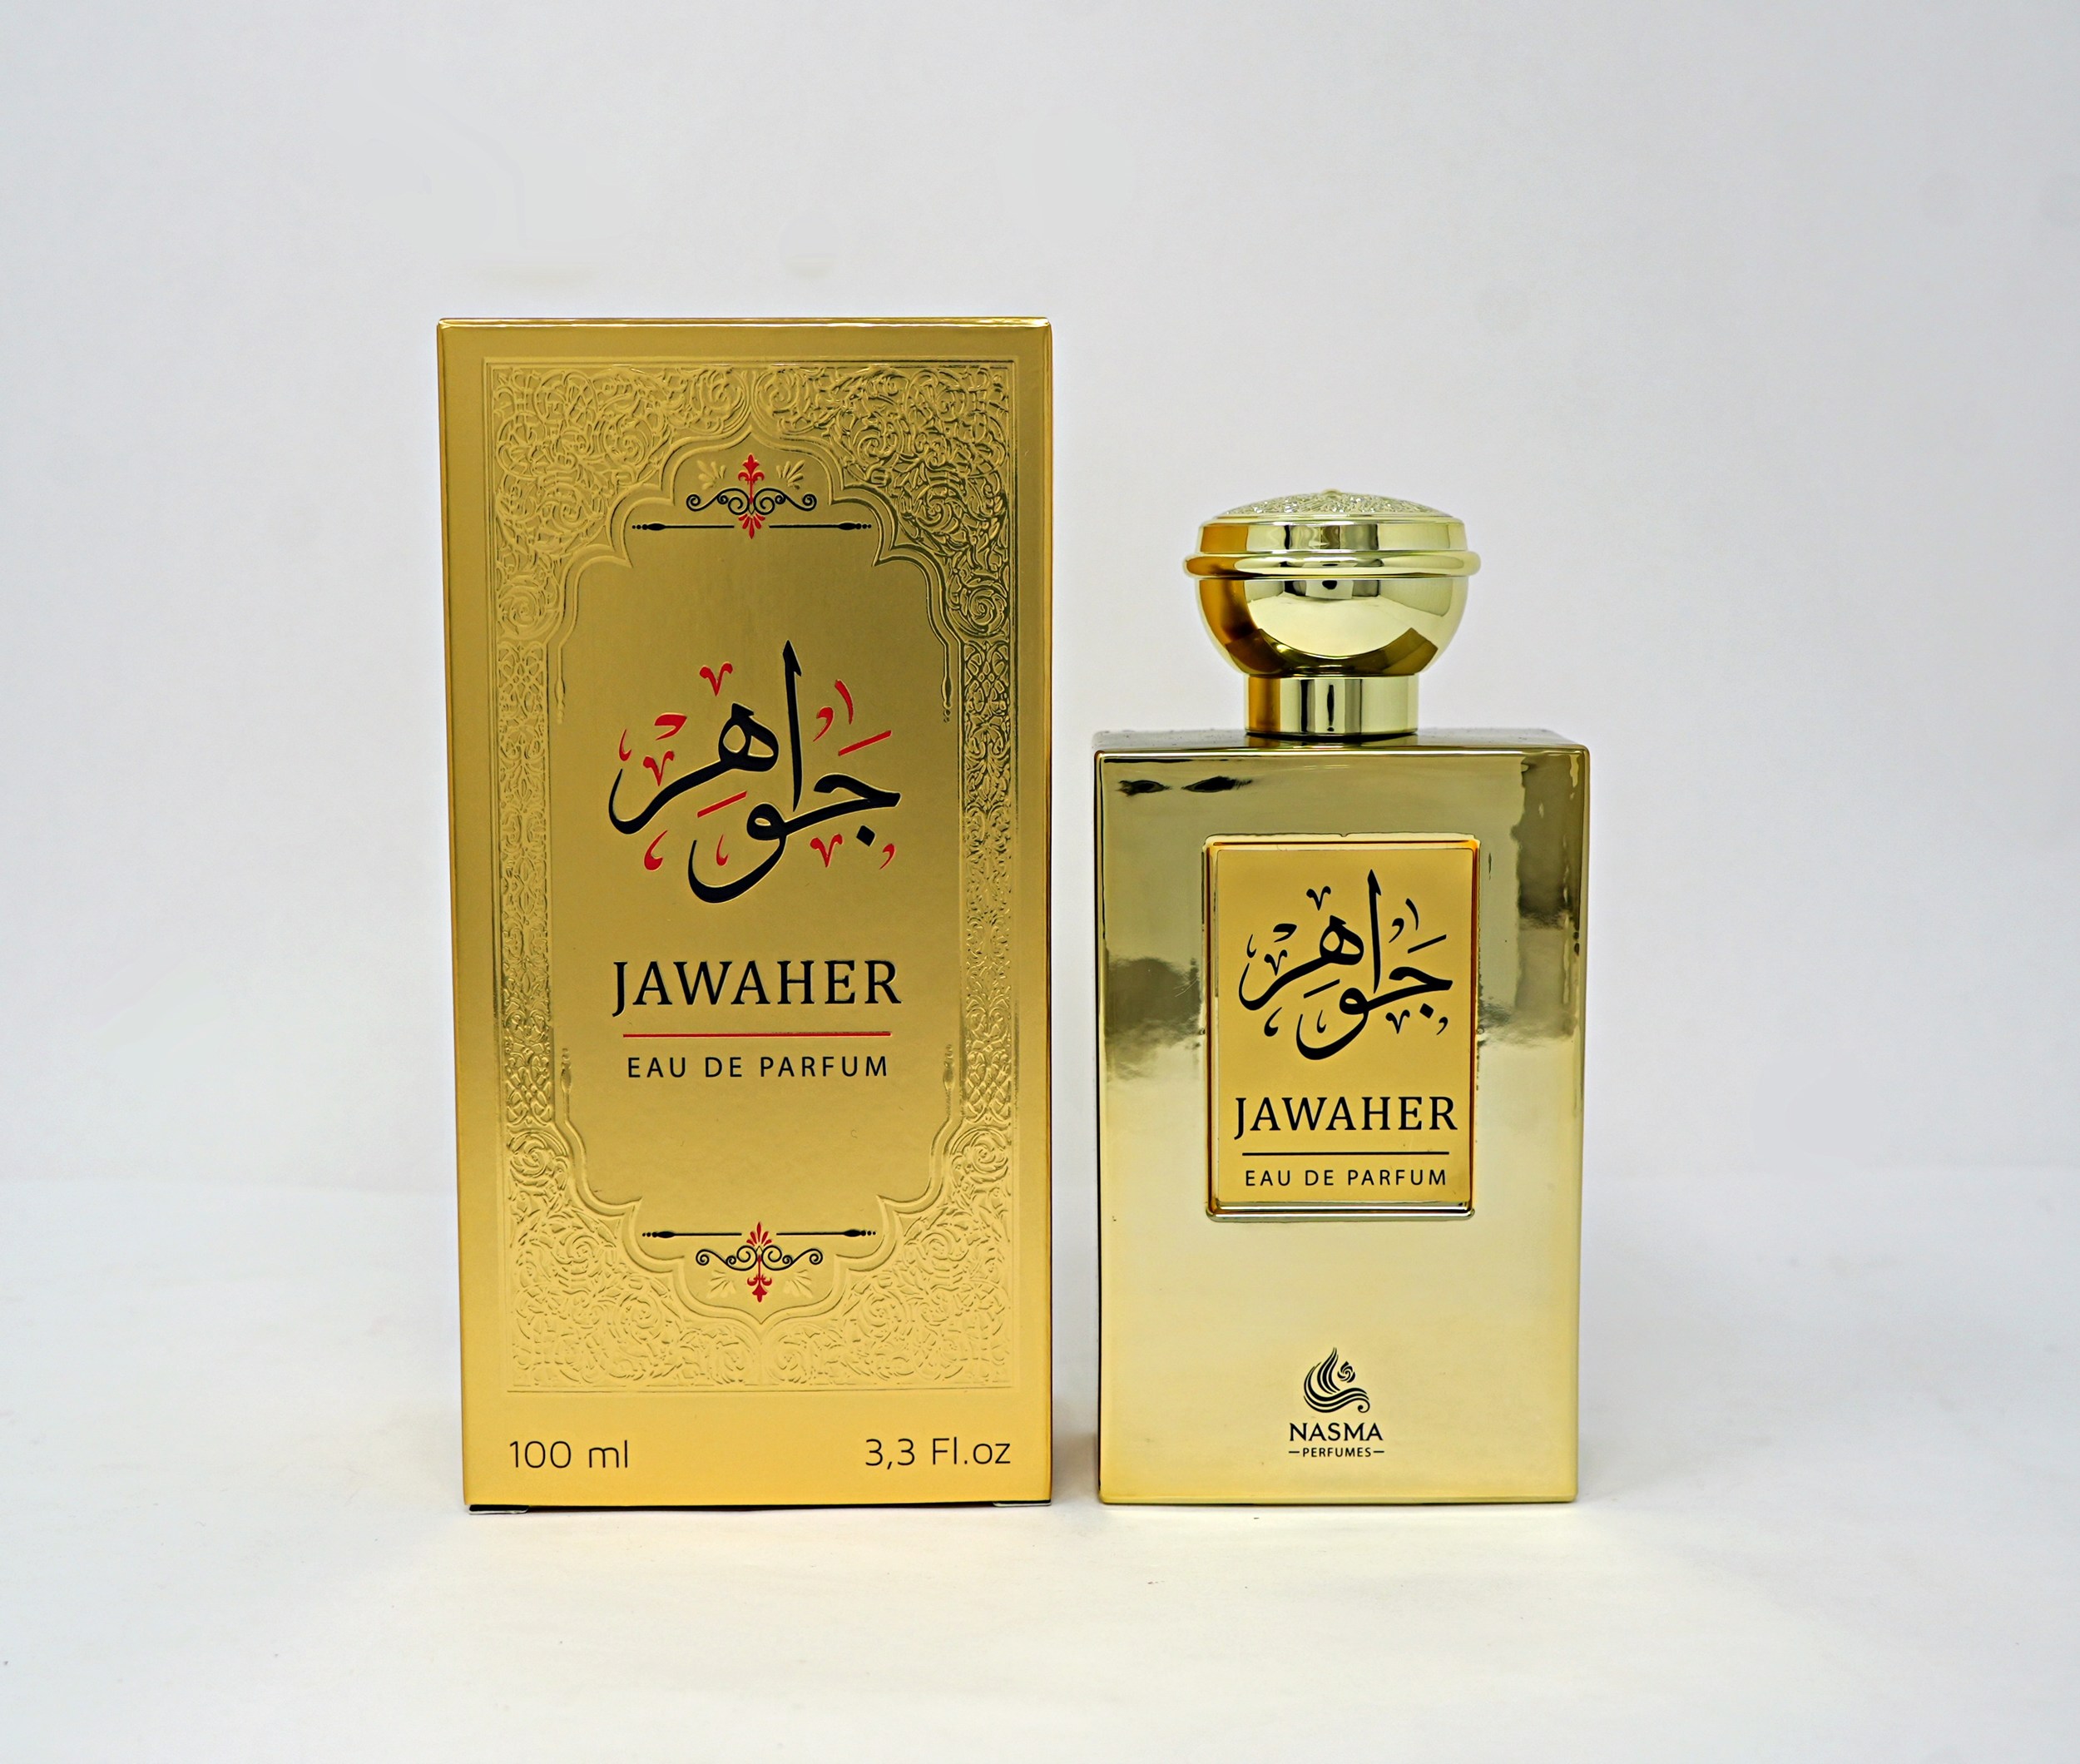 جواهر
JAWAHER
EAU DE PARFUM
100 ml
3,3 Fl.oz
جواهر
JAWAHER
EAU DE PARFUM
NASMA
PERFUMES